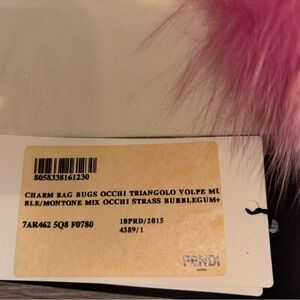 8058338161230
CHARM BAG BUGS OCCHI TRIANGOLO VOLPE MU
BLE/MONTONE MIX OCCHI STRASS BUBBLEGUM+
7AR462 5Q8 F0780
10PRD/2015
4389/1
FENDI
ROMA